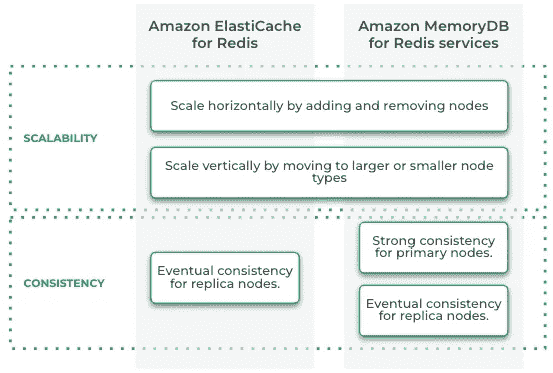 Amazon ElastiCache
for Redis
Amazon MemoryDB
for Redis services
SCALABILITY
Scale horizontally by adding and removing nodes
Scale vertically by moving to larger or smaller node
types
CONSISTENCY
Eventual consistency
for replica nodes.
Strong consistency
for primary nodes.
Eventual consistency
for replica nodes.